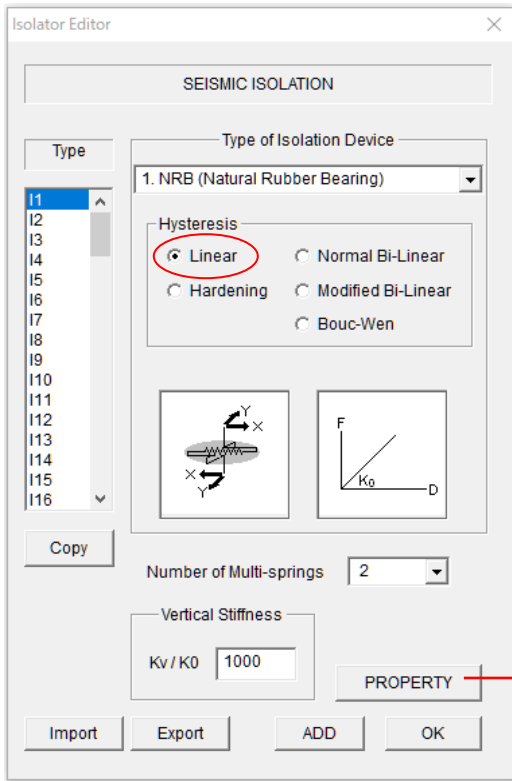 Isolator Editor
SEISMIC ISOLATION
Type
I1
I2
I3
I4
I5
I6
I7
I8
I9
I10
I11
I12
I13
I14
I15
I16
Copy
Type of Isolation Device
1. NRB (Natural Rubber Bearing)
Hysteresis
Linear
Normal Bi-Linear
Hardening
Modified Bi-Linear
Bouc-Wen
Y
X
X
Y
F
K0
D
Number of Multi-springs
2
Vertical Stiffness
Kv / K0
1000
PROPERTY
Import
Export
ADD
OK